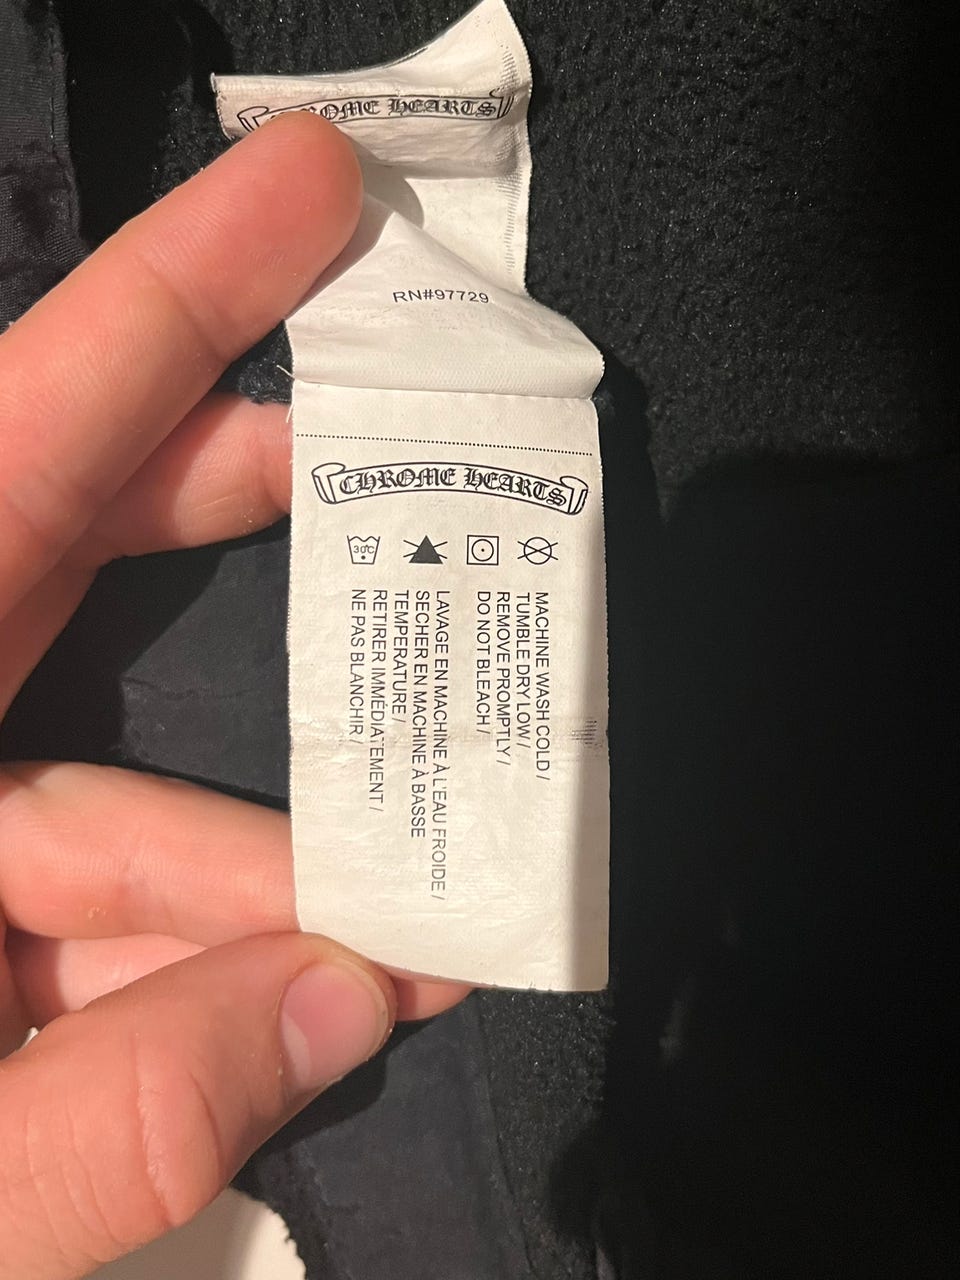 HEARTS
RN#97729
CHROME HEARTS
30°C
MACHINE WASH COLD /
TUMBLE DRY LOW /
REMOVE PROMPTLY /
DO NOT BLEACH /
LAVAGE EN MACHINE À L'EAU FROIDE /
SECHER EN MACHINE À BASSE
TEMPERATURE /
RETIRER IMMÉDIATEMENT /
NE PAS BLANCHIR /